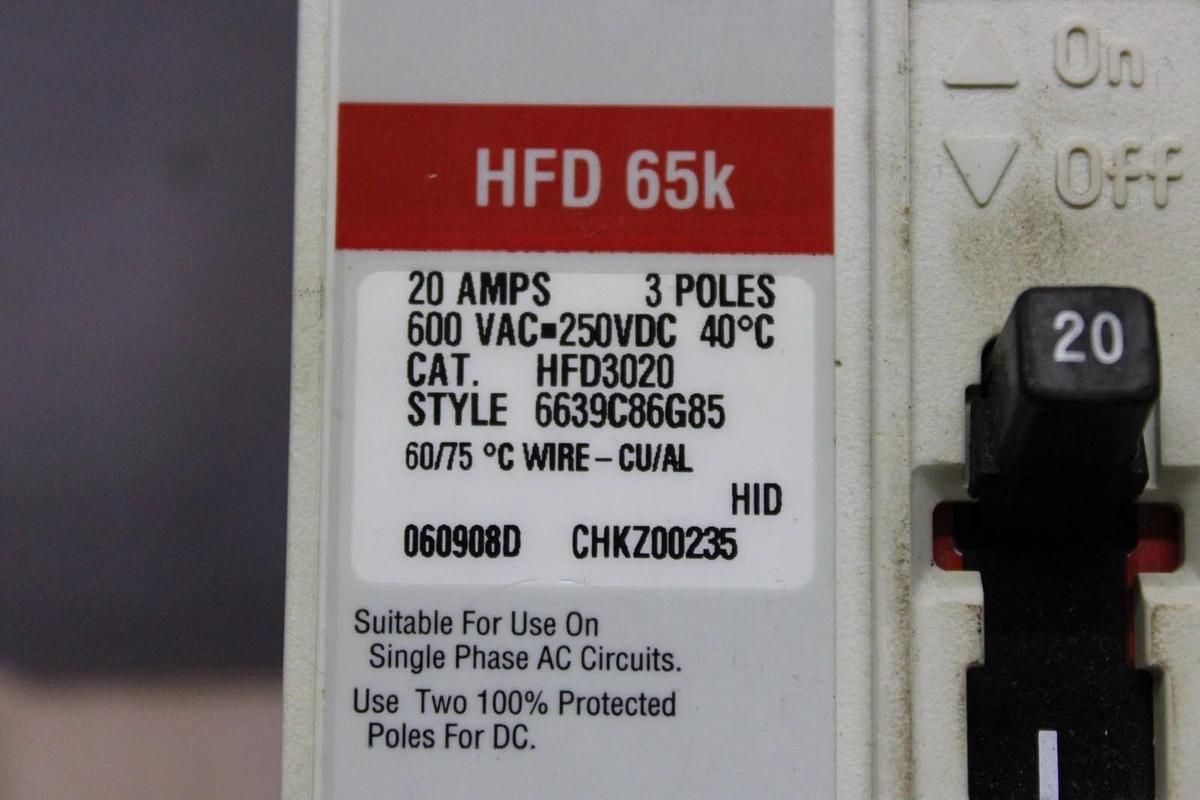 HFD 65k
20 AMPS 3 POLES
600 VAC▪250VDC 40°C
CAT. HFD3020
STYLE 6639C86G85
60/75 °C WIRE – CU/AL
HID
060908D CHKZ00235
Suitable For Use On
Single Phase AC Circuits.
Use Two 100% Protected
Poles For DC.
On
Off
20